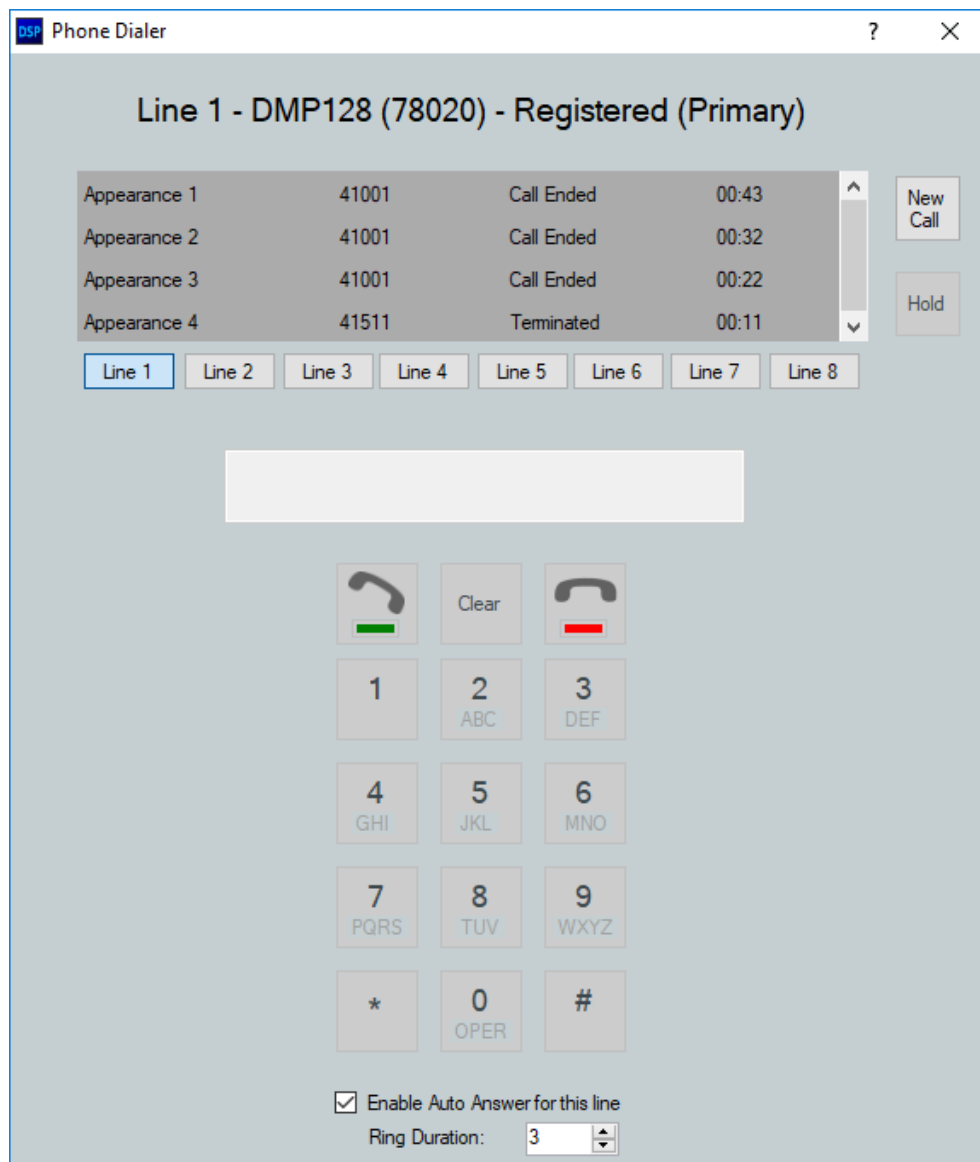 DSP Phone Dialer ?
Line 1 - DMP128 (78020) - Registered (Primary)
Appearance 1 41001 Call Ended 00:43
Appearance 2 41001 Call Ended 00:32
Appearance 3 41001 Call Ended 00:22
Appearance 4 41511 Terminated 00:11
New
Call
Hold
Line 1 Line 2 Line 3 Line 4 Line 5 Line 6 Line 7 Line 8
Clear
1 2 3
ABC DEF
4 5 6
GHI JKL MNO
7 8 9
PQRS TUV WXYZ
* 0 #
OPER
Enable Auto Answer for this line
Ring Duration: 3